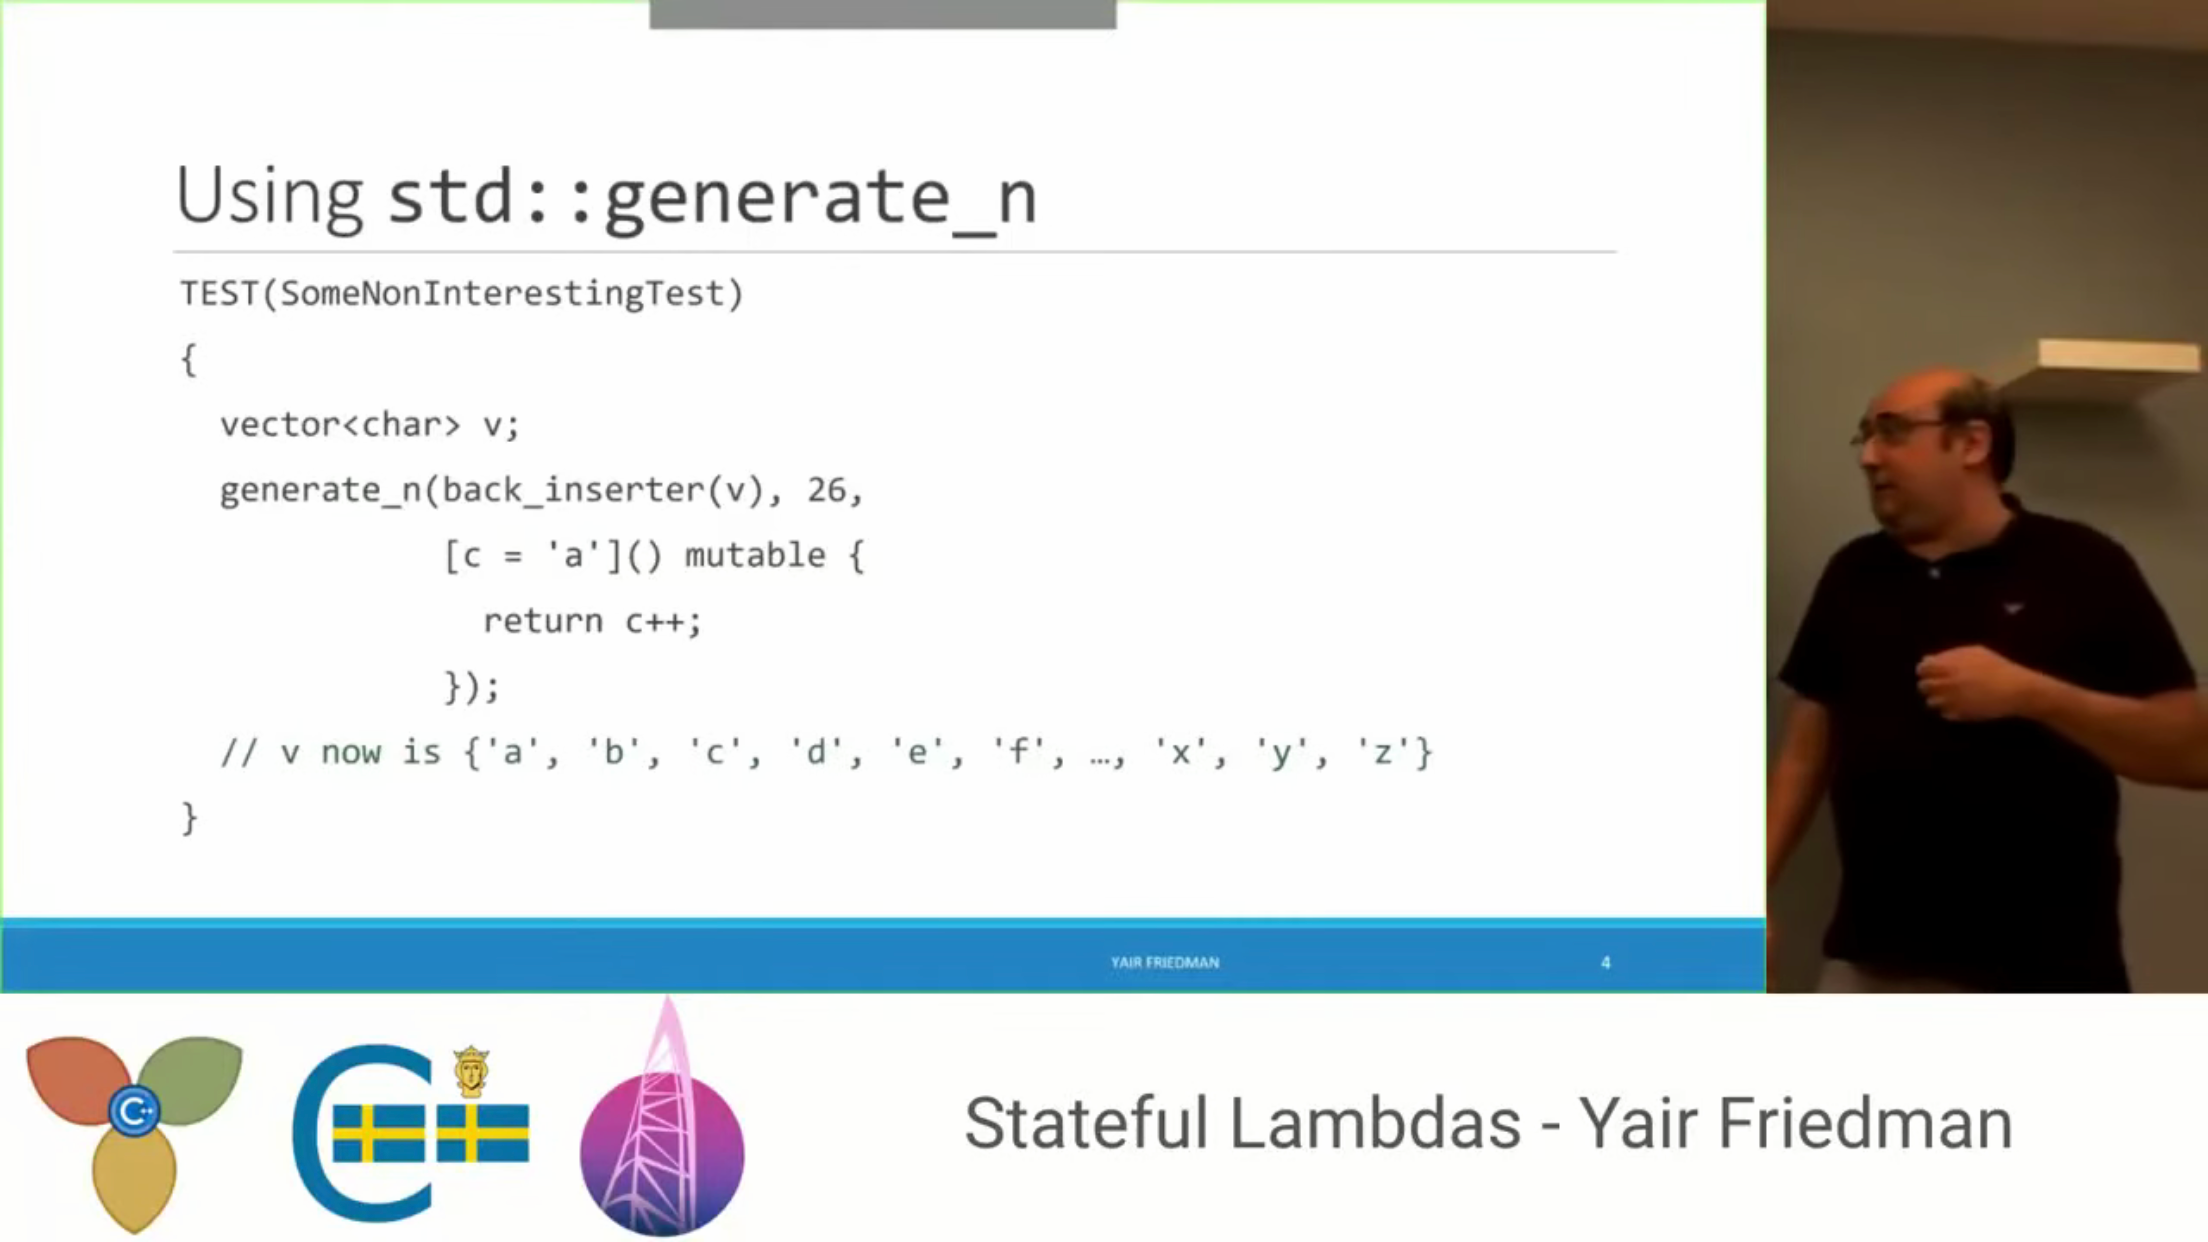 Using std::generate_n
TEST(SomeNonInterestingTest)
{
vector<char> v;
generate_n(back_inserter(v), 26,
[c = 'a']() mutable {
return c++;
});
// v now is {'a', 'b', 'c', 'd', 'e', 'f', …, 'x', 'y', 'z'}
}
YAIR FRIEDMAN
4
C++
C
Stateful Lambdas - Yair Friedman